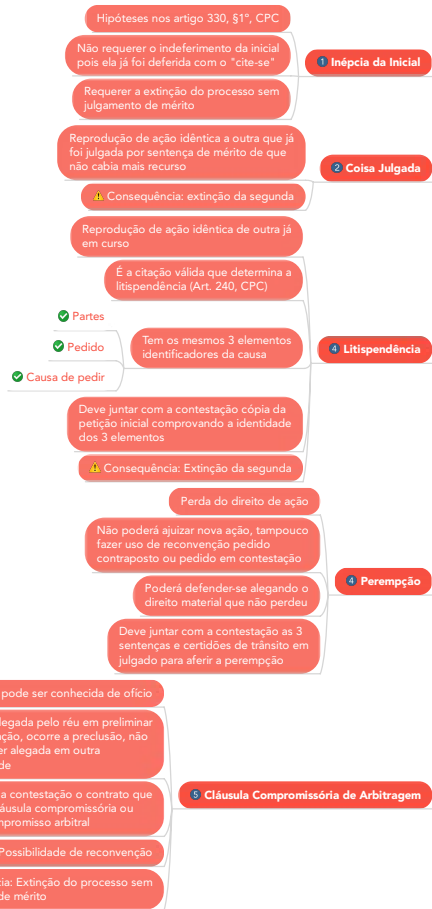 Hipóteses nos artigo 330, §1º, CPC
Não requerer o indeferimento da inicial
pois ela já foi deferida com o "cite-se"
1 Inépcia da Inicial
Requerer a extinção do processo sem
julgamento de mérito
Reprodução de ação idêntica a outra que já
foi julgada por sentença de mérito de que
não cabia mais recurso
2 Coisa Julgada
Consequência: extinção da segunda
Reprodução de ação idêntica de outra já
em curso
É a citação válida que determina a
litispendência (Art. 240, CPC)
Partes
Pedido
Causa de pedir
Tem os mesmos 3 elementos
identificadores da causa
4 Litispendência
Deve juntar com a contestação cópia da
petição inicial comprovando a identidade
dos 3 elementos
Consequência: Extinção da segunda
Perda do direito de ação
Não poderá ajuizar nova ação, tampouco
fazer uso de reconvenção pedido
contraposto ou pedido em contestação
4 Perempção
Poderá defender-se alegando o
direito material que não perdeu
Deve juntar com a contestação as 3
sentenças e certidões de trânsito em
julgado para aferir a perempção
pode ser conhecida de ofício
pelo réu em preliminar
ocorre a preclusão, não
alegada em outra
5 Cláusula Compromissória de Arbitragem
a contestação o contrato que
compromissória ou
arbitral
Possibilidade de reconvenção
Extinção do processo sem
de mérito